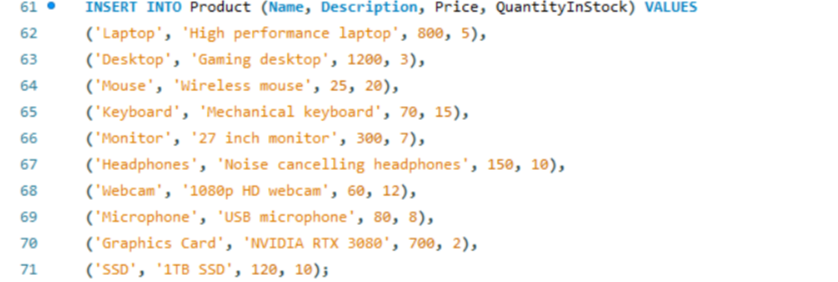 61 INSERT INTO Product (Name, Description, Price, QuantityInStock) VALUES
62 ('Laptop', 'High performance laptop', 800, 5),
63 ('Desktop', 'Gaming desktop', 1200, 3),
64 ('Mouse', 'Wireless mouse', 25, 20),
65 ('Keyboard', 'Mechanical keyboard', 70, 15),
66 ('Monitor', '27 inch monitor', 300, 7),
67 ('Headphones', 'Noise cancelling headphones', 150, 10),
68 ('Webcam', '1080p HD webcam', 60, 12),
69 ('Microphone', 'USB microphone', 80, 8),
70 ('Graphics Card', 'NVIDIA RTX 3080', 700, 2),
71 ('SSD', '1TB SSD', 120, 10);